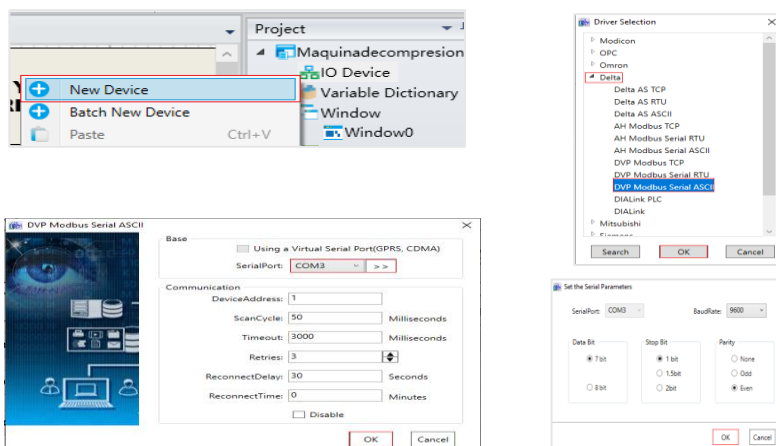 Project
Maquinadecompresion
IO Device
New Device
Variable Dictionary
Batch New Device
Window
Paste Ctrl+V
Window0
Driver Selection
Modicon
OPC
Omron
Delta
Delta AS TCP
Delta AS RTU
Delta AS ASCII
AH Modbus TCP
AH Modbus Serial RTU
AH Modbus Serial ASCII
DVP Modbus TCP
DVP Modbus Serial RTU
DVP Modbus Serial ASCII
DIALink PLC
DIALink
Mitsubishi
Search OK Cancel
DVP Modbus Serial ASCII
Base
Using a Virtual Serial Port(GPRS, CDMA)
SerialPort: COM3 >>
Communication
DeviceAddress: 1
ScanCycle: 50 Milliseconds
Timeout: 3000 Milliseconds
Retries: 3
ReconnectDelay: 30 Seconds
ReconnectTime: 0 Minutes
Disable
OK Cancel
Set the Serial Parameters
SerialPort: COM3 BaudRate: 9600
Data Bit Stop Bit Parity
7 bit 1 bit None
1.5bit Odd
8 bit 2bit Even
OK Cancel